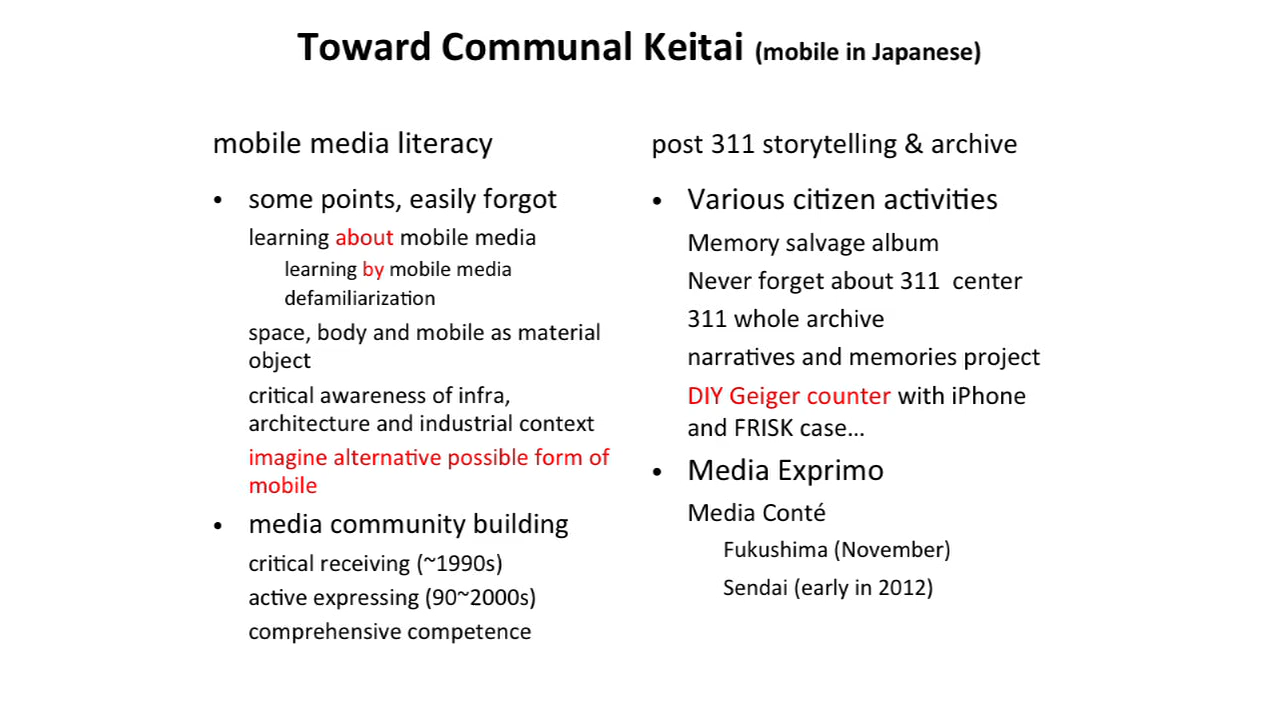 Toward Communal Keitai (mobile in Japanese)
mobile media literacy
• some points, easily forgot
learning about mobile media
learning by mobile media
defamiliarization
space, body and mobile as material
object
critical awareness of infra,
architecture and industrial context
imagine alternative possible form of
mobile
• media community building
critical receiving (~1990s)
active expressing (90~2000s)
comprehensive competence
post 311 storytelling & archive
• Various citizen activities
Memory salvage album
Never forget about 311 center
311 whole archive
narratives and memories project
DIY Geiger counter with iPhone
and FRISK case…
• Media Exprimo
Media Conté
Fukushima (November)
Sendai (early in 2012)